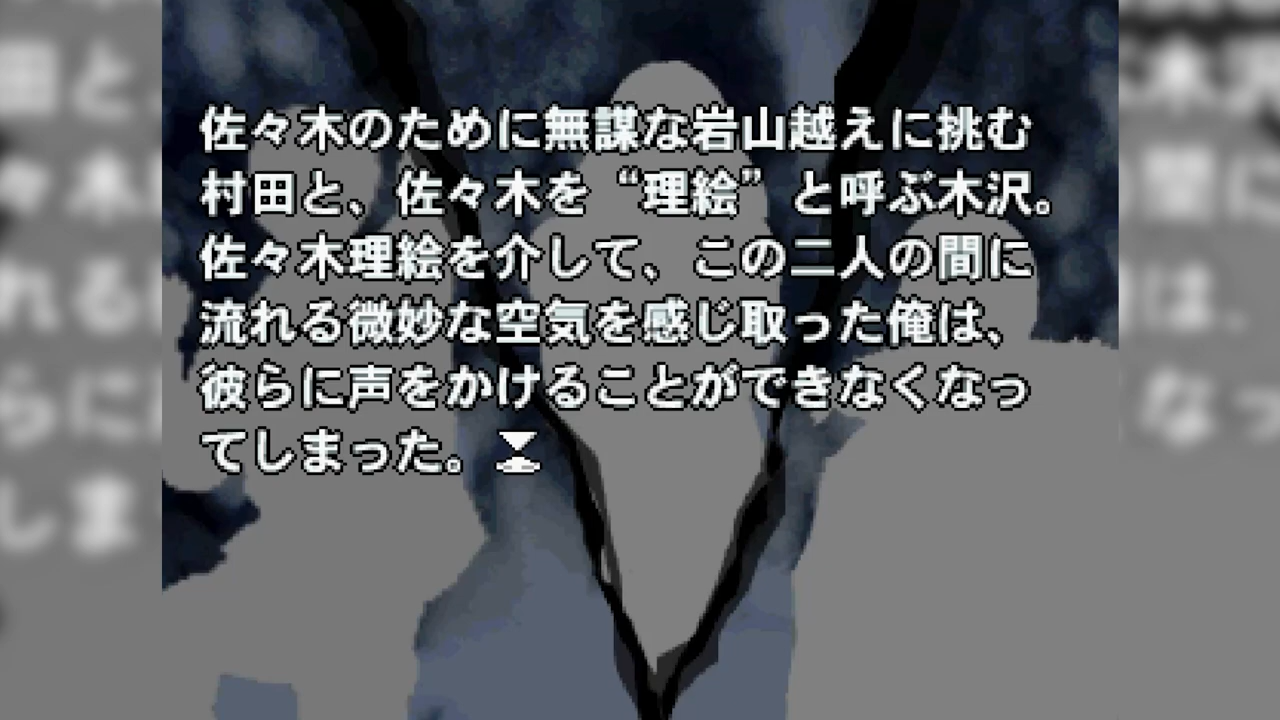 佐々木のために無謀な岩山越えに挑む
村田と、佐々木を“理絵”と呼ぶ木沢。
佐々木理絵を介して、この二人の間に
流れる微妙な空気を感じ取った俺は、
彼らに声をかけることができなくなっ
てしまった。